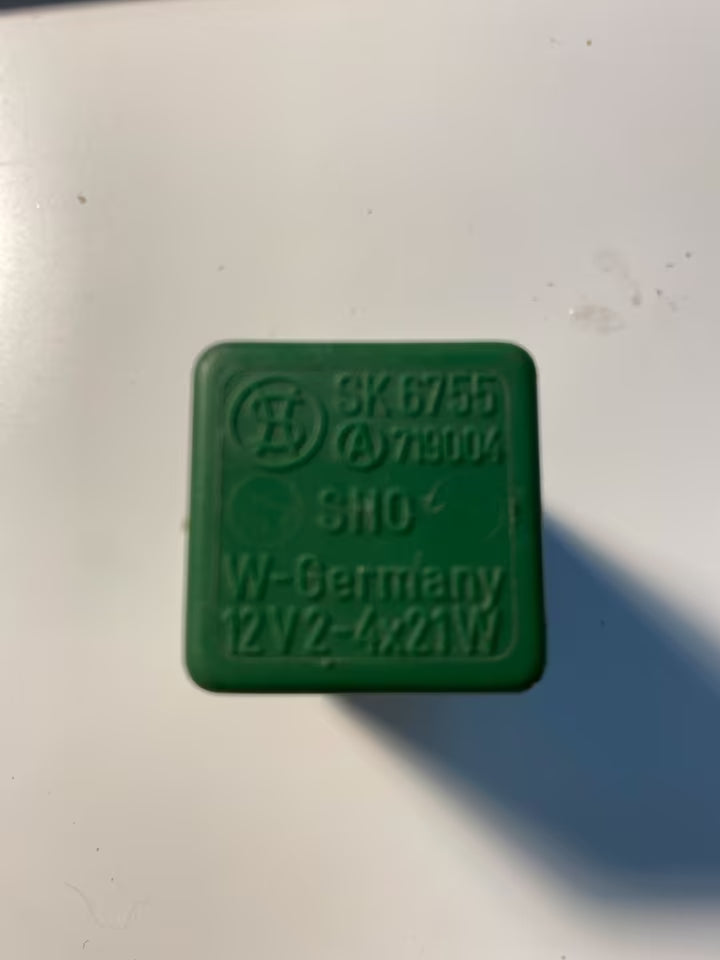 SK 6755
A 719004
SNO
W-Germany
12V2-4x21W